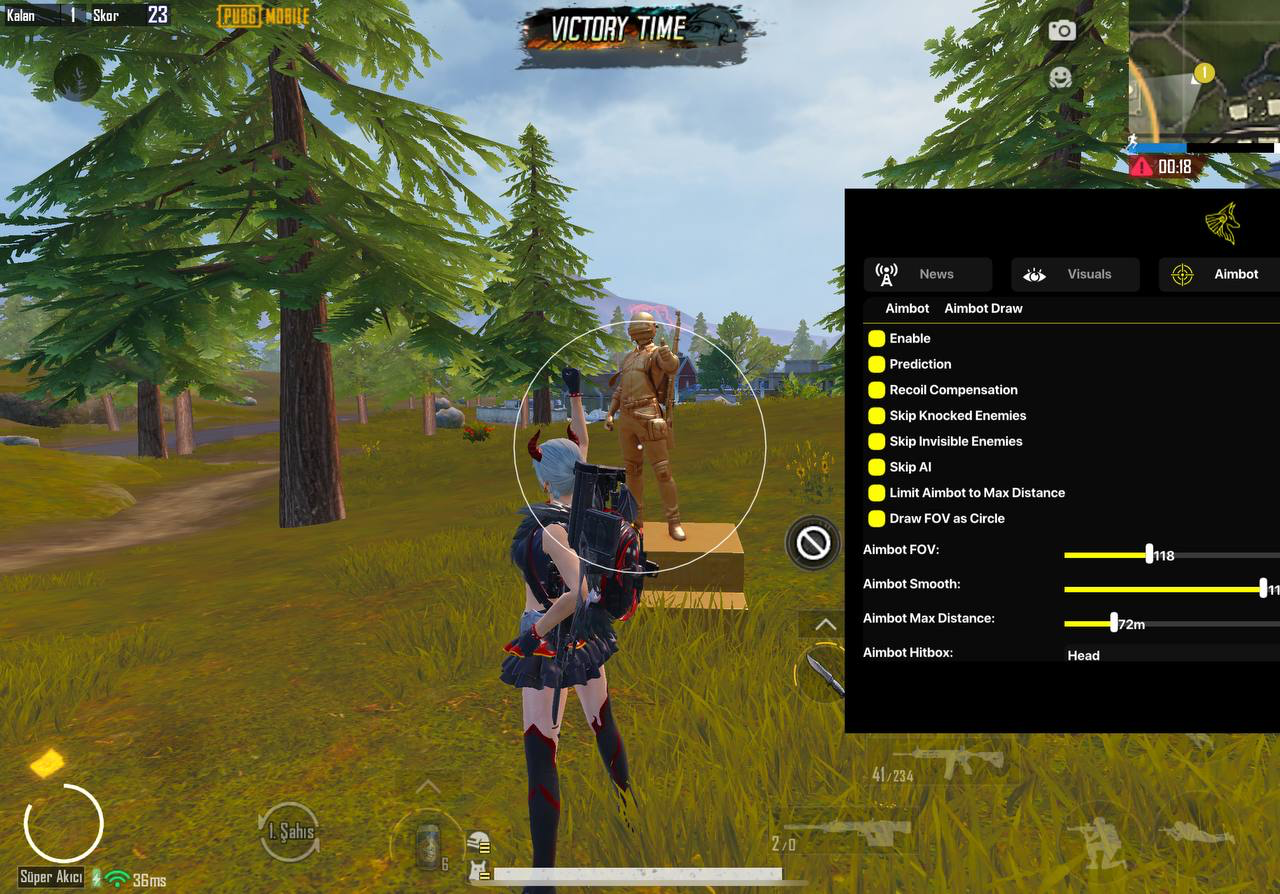 Kalan 1 Skor 23
PUBG MOBILE
VICTORY TIME
00:18
News Visuals Aimbot
Aimbot Aimbot Draw
Enable
Prediction
Recoil Compensation
Skip Knocked Enemies
Skip Invisible Enemies
Skip AI
Limit Aimbot to Max Distance
Draw FOV as Circle
Aimbot FOV: 118
Aimbot Smooth: 11
Aimbot Max Distance: 72m
Aimbot Hitbox: Head
41/234
1. Şahıs
6
2/0
Süper Akıcı 36ms